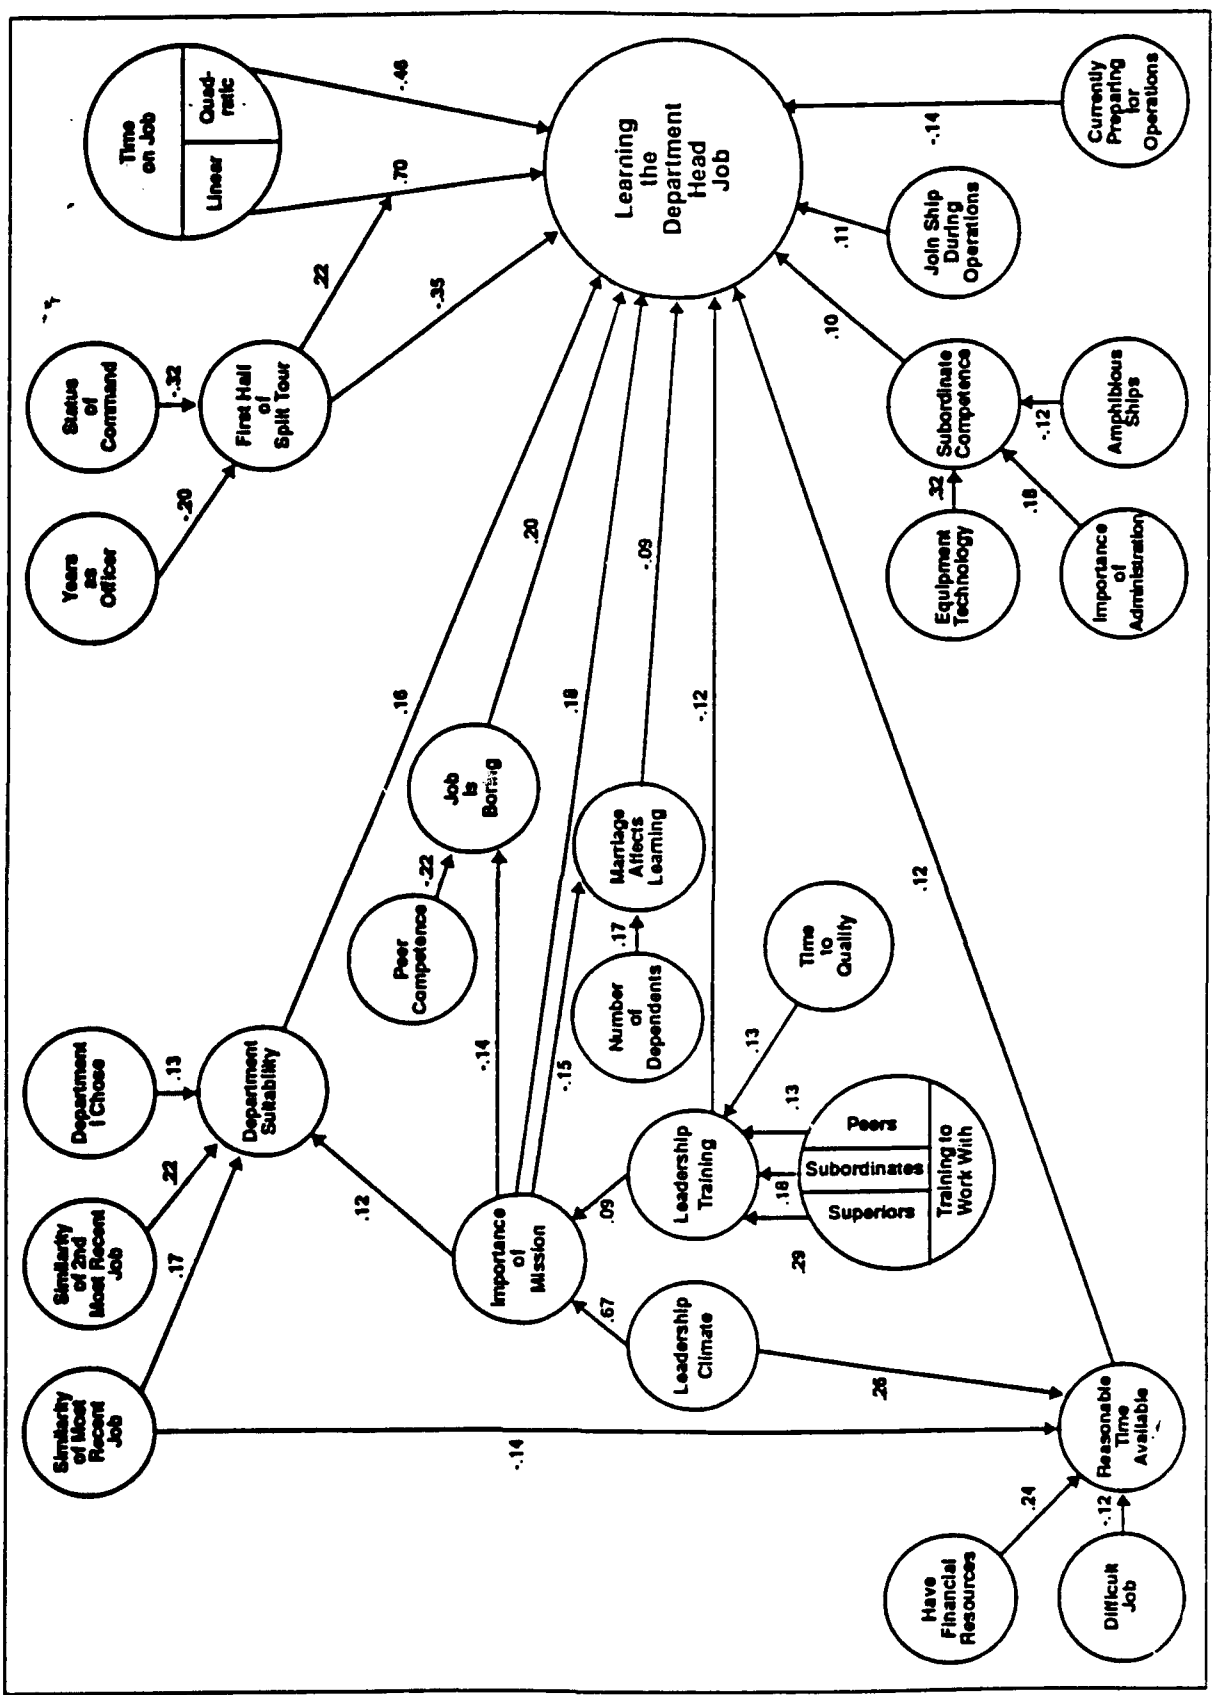 Similarity
of Most
Recent
Job
Similarity
of 2nd
Most Recent
Job
Department
I Chose
Years
as
Officer
Status
of
Command
Time
on Job
Linear
Quad-
ratic
.17
.22
.13
-.20
-.32
Department
Suitability
First Half
of
Split Tour
.22
-.35
.70
-.46
.12
.16
Peer
Competence
-.22
Job
Is
Boring
.20
-.14
-.14
Importance
of
Mission
-.14
-.15
.18
Number
of
Dependents
.17
Marriage
Affects
Learning
-.09
Learning
the
Department
Head
Job
.67
.09
Leadership
Climate
Leadership
Training
-.12
.13
Time
to
Qualify
.29
.18
.13
Superiors
Subordinates
Peers
Training to
Work With
.26
.12
Have
Financial
Resources
.24
Difficult
Job
-.12
Reasonable
Time
Available
Equipment
Technology
.32
Subordinate
Competence
.10
Importance
of
Administration
.18
Amphibious
Ships
-.12
Join Ship
During
Operations
.11
Currently
Preparing
for
Operations
-.14